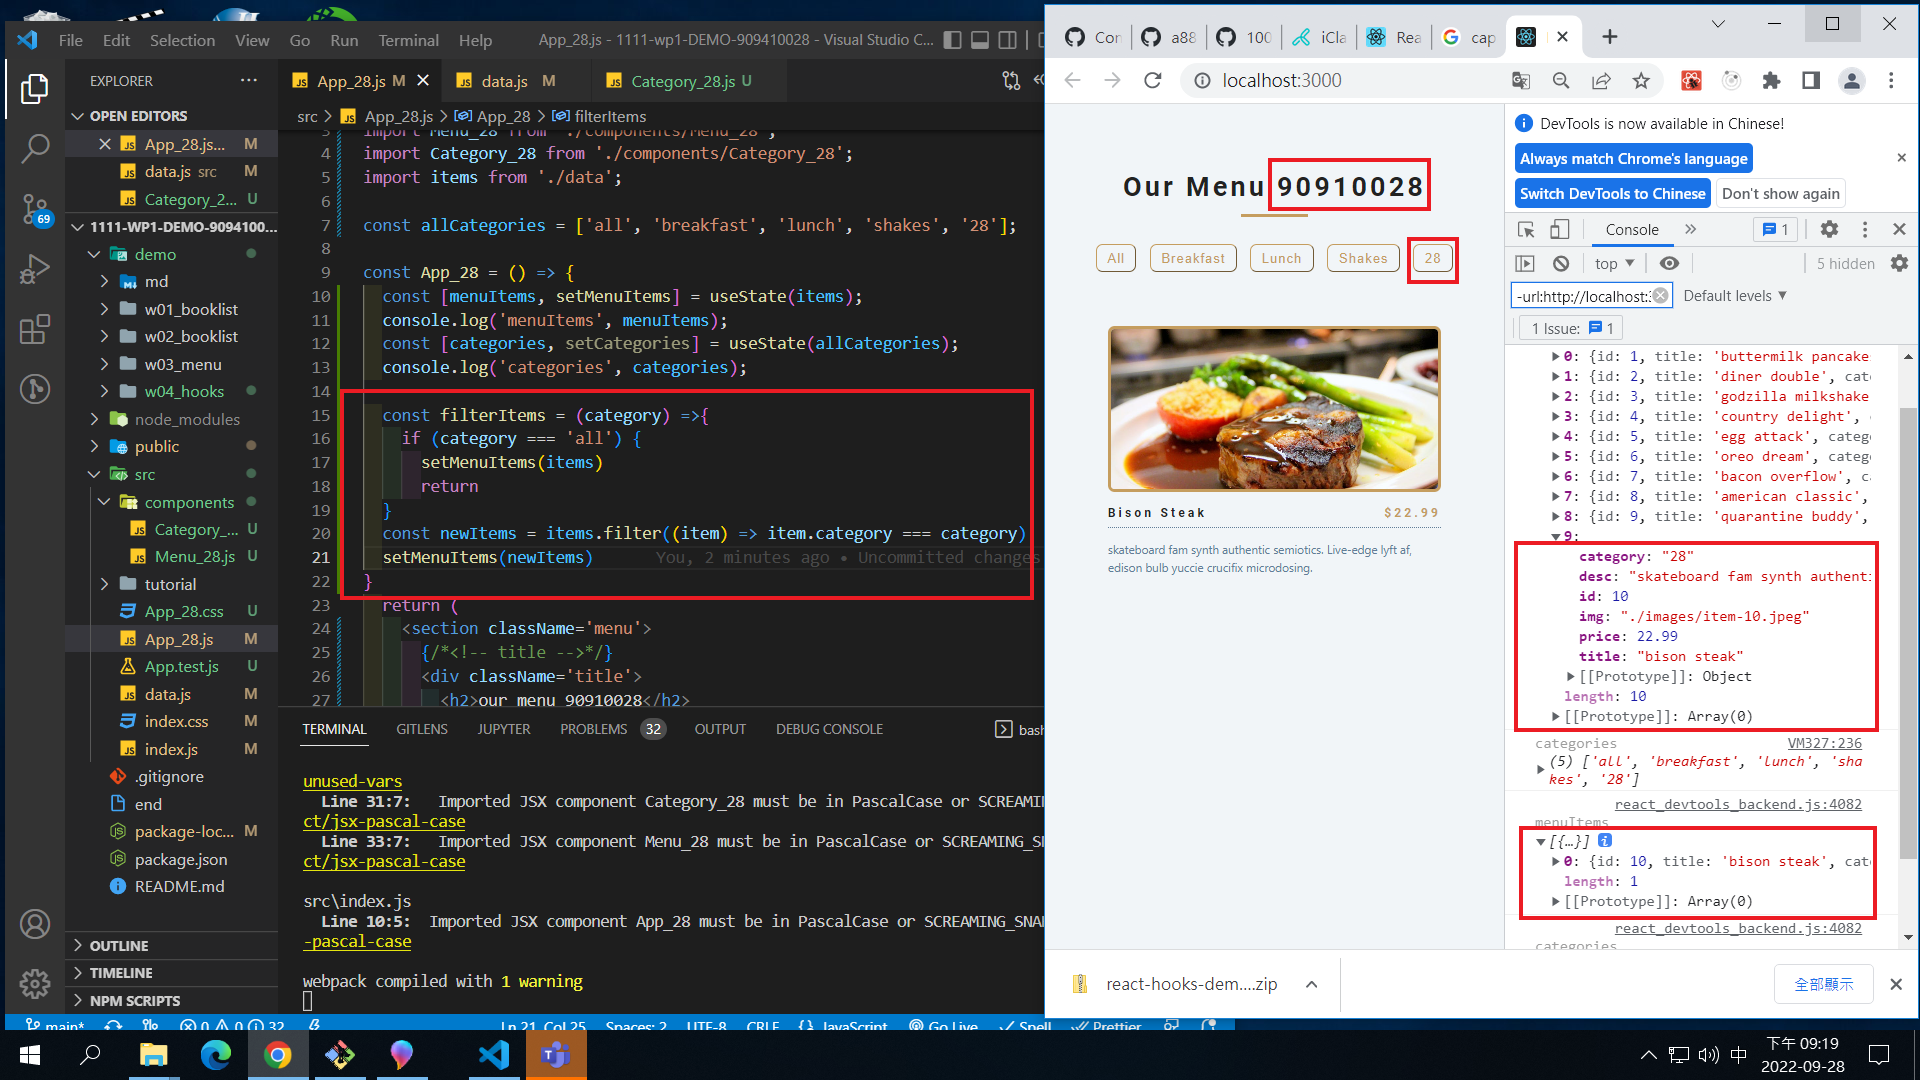 File Edit Selection View Go Run Terminal Help
App_28.js - 1111-wp1-DEMO-909410028 - Visual Studio C...
EXPLORER
OPEN EDITORS
App_28.js... M
data.js src M
Category_2... U
1111-WP1-DEMO-9094100...
demo
md
w01_booklist
w02_booklist
w03_menu
w04_hooks
node_modules
public
src
components
Category_... U
Menu_28.js U
tutorial
App_28.css U
App_28.js M
App.test.js U
data.js M
index.css M
index.js M
.gitignore
end
package-loc... M
package.json
README.md
OUTLINE
TIMELINE
NPM SCRIPTS
69
App_28.js M
data.js M
Category_28.js U
src > App_28.js > App_28 > filterItems
3 import Menu_28 from './components/Menu_28';
4 import Category_28 from './components/Category_28';
5 import items from './data';
6
7 const allCategories = ['all', 'breakfast', 'lunch', 'shakes', '28'];
8
9 const App_28 = () => {
10 const [menuItems, setMenuItems] = useState(items);
11 console.log('menuItems', menuItems);
12 const [categories, setCategories] = useState(allCategories);
13 console.log('categories', categories);
14
15 const filterItems = (category) =>{
16 if (category === 'all') {
17 setMenuItems(items)
18 return
19 }
20 const newItems = items.filter((item) => item.category === category)
21 setMenuItems(newItems) You, 2 minutes ago • Uncommitted changes
22 }
23 return (
24 <section className='menu'>
25 {/*<!-- title -->*/}
26 <div className='title'>
27 <h2>our menu 90910028</h2>
TERMINAL GITLENS JUPYTER PROBLEMS 32 OUTPUT DEBUG CONSOLE
bash
unused-vars
Line 31:7: Imported JSX component Category_28 must be in PascalCase or SCREAMIN
ct/jsx-pascal-case
Line 33:7: Imported JSX component Menu_28 must be in PascalCase or SCREAMING_SN
ct/jsx-pascal-case
src\index.js
Line 10:5: Imported JSX component App_28 must be in PascalCase or SCREAMING_SNA
-pascal-case
webpack compiled with 1 warning
main* 0 0 32
Ln 21, Col 25 Spaces: 2 UTF-8 CRLF JavaScript Go Live Spell Prettier
Con
a88
100
iCla
Rea
cap
localhost:3000
Our Menu 90910028
All
Breakfast
Lunch
Shakes
28
Bison Steak $22.99
skateboard fam synth authentic semiotics. Live-edge lyft af,
edison bulb yuccie crucifix microdosing.
DevTools is now available in Chinese!
Always match Chrome's language
Switch DevTools to Chinese
Don't show again
Console
1
top
5 hidden
-url:http://localhost:3
Default levels
1 Issue: 1
0: {id: 1, title: 'buttermilk pancake
1: {id: 2, title: 'diner double', cate
2: {id: 3, title: 'godzilla milkshake
3: {id: 4, title: 'country delight', c
4: {id: 5, title: 'egg attack', catego
5: {id: 6, title: 'oreo dream', catego
6: {id: 7, title: 'bacon overflow', ca
7: {id: 8, title: 'american classic',
8: {id: 9, title: 'quarantine buddy',
9:
category: "28"
desc: "skateboard fam synth authenti
id: 10
img: "./images/item-10.jpeg"
price: 22.99
title: "bison steak"
[[Prototype]]: Object
length: 10
[[Prototype]]: Array(0)
categories VM327:236
(5) ['all', 'breakfast', 'lunch', 'sha
kes', '28']
react_devtools_backend.js:4082
menuItems
[{…}]
0: {id: 10, title: 'bison steak', cat
length: 1
[[Prototype]]: Array(0)
react_devtools_backend.js:4082
categories
react-hooks-dem....zip
全部顯示
中
下午 09:19
2022-09-28